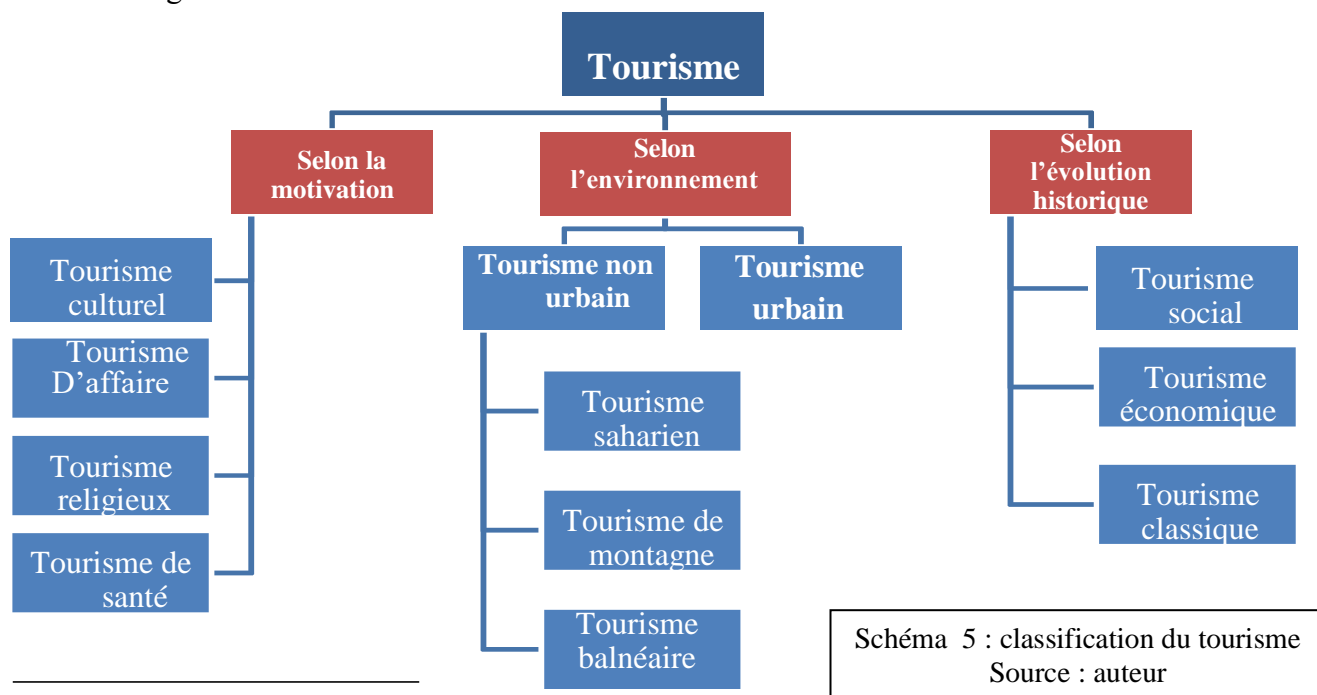 Tourisme
Selon la
motivation
Tourisme
culturel
Tourisme
D’affaire
Tourisme
religieux
Tourisme de
santé
Selon
l’environnement
Tourisme non
urbain
Tourisme
saharien
Tourisme de
montagne
Tourisme
balnéaire
Tourisme
urbain
Selon
l’évolution
historique
Tourisme
social
Tourisme
économique
Tourisme
classique
Schéma 5 : classification du tourisme
Source : auteur